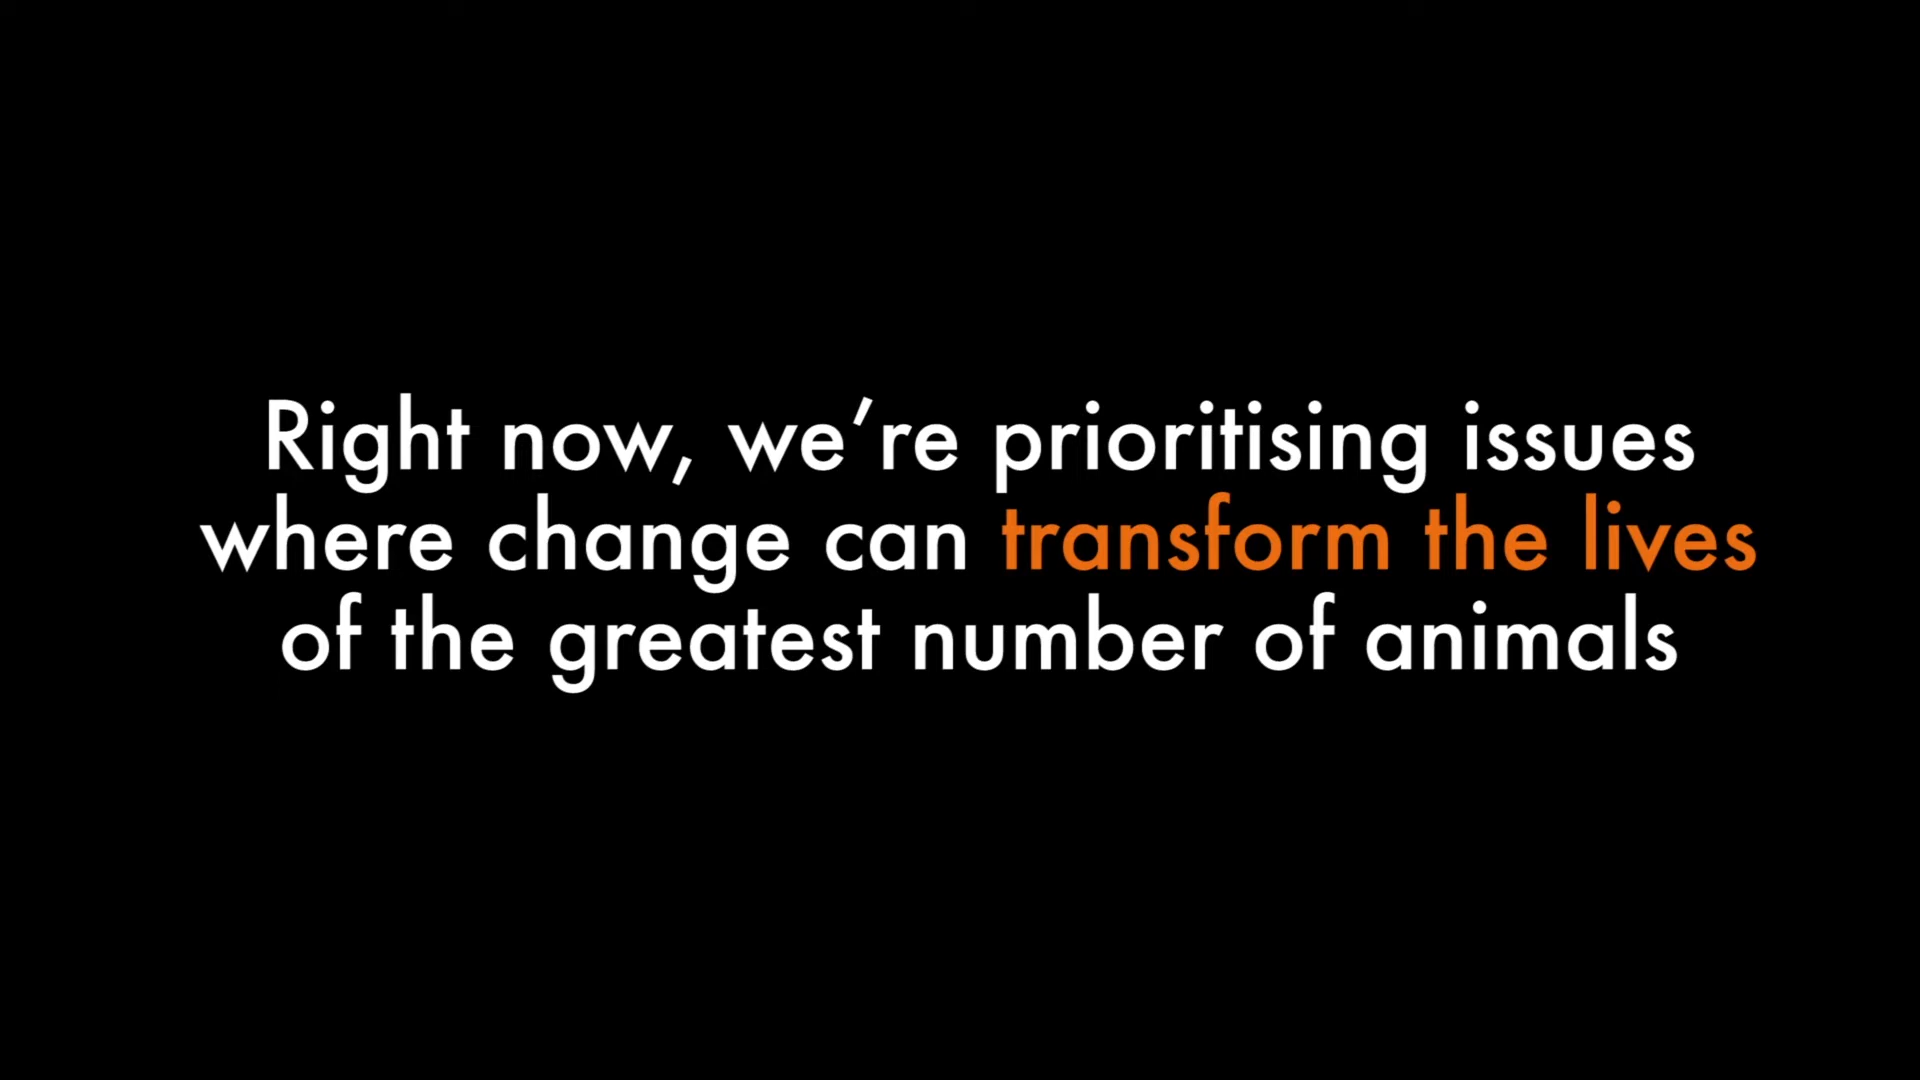 Right now, we’re prioritising issues
where change can transform the lives
of the greatest number of animals